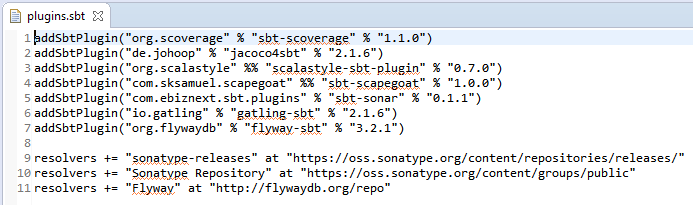 plugins.sbt
1 addSbtPlugin("org.scoverage" % "sbt-scoverage" % "1.1.0")
2 addSbtPlugin("de.johoop" % "jacoco4sbt" % "2.1.6")
3 addSbtPlugin("org.scalastyle" %% "scalastyle-sbt-plugin" % "0.7.0")
4 addSbtPlugin("com.sksamuel.scapegoat" %% "sbt-scapegoat" % "1.0.0")
5 addSbtPlugin("com.ebiznext.sbt.plugins" % "sbt-sonar" % "0.1.1")
6 addSbtPlugin("io.gatling" % "gatling-sbt" % "2.1.6")
7 addSbtPlugin("org.flywaydb" % "flyway-sbt" % "3.2.1")
8
9 resolvers += "sonatype-releases" at "https://oss.sonatype.org/content/repositories/releases/"
10 resolvers += "Sonatype Repository" at "https://oss.sonatype.org/content/groups/public"
11 resolvers += "Flyway" at "http://flywaydb.org/repo"